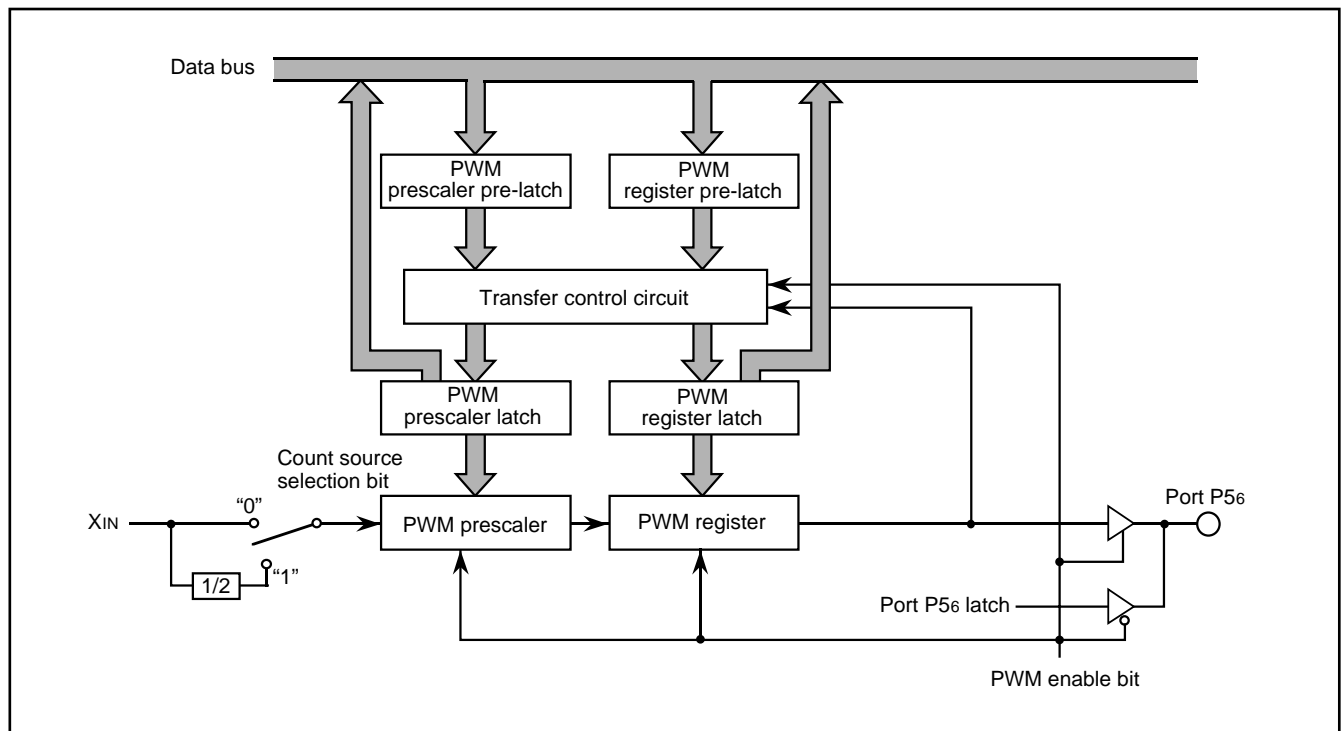 Data bus
PWM
prescaler pre-latch
PWM
register pre-latch
Transfer control circuit
PWM
prescaler latch
PWM
register latch
Count source
selection bit
“0”
XIN
PWM prescaler
PWM register
Port P56
“1”
1/2
Port P56 latch
PWM enable bit